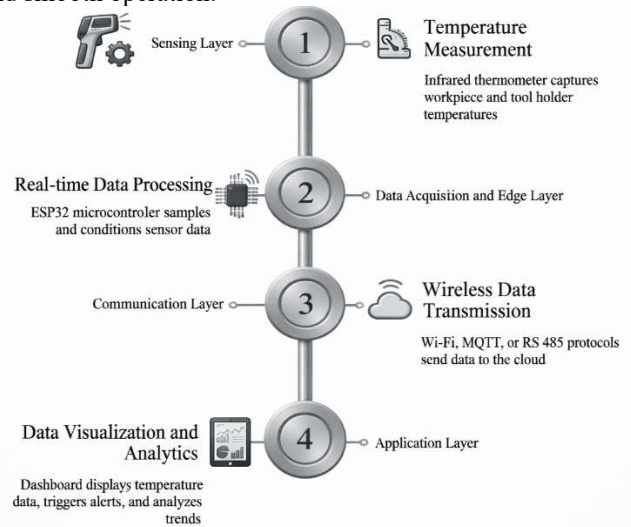 d smooth operation.
Sensing Layer
1
Temperature
Measurement
Infrared thermometer captures
workpiece and tool holder
temperatures
Real-time Data Processing
ESP32 microcontroler samples
and conditions sensor data
2
Data Acquistion and Edge Layer
Communication Layer
3
Wireless Data
Transmission
Wi-Fi, MQTT, or RS 485 protocols
send data to the cloud
Data Visualization and
Analytics
Dashboard displays temperature
data, triggers alerts, and analyzes
trends
4
Application Layer